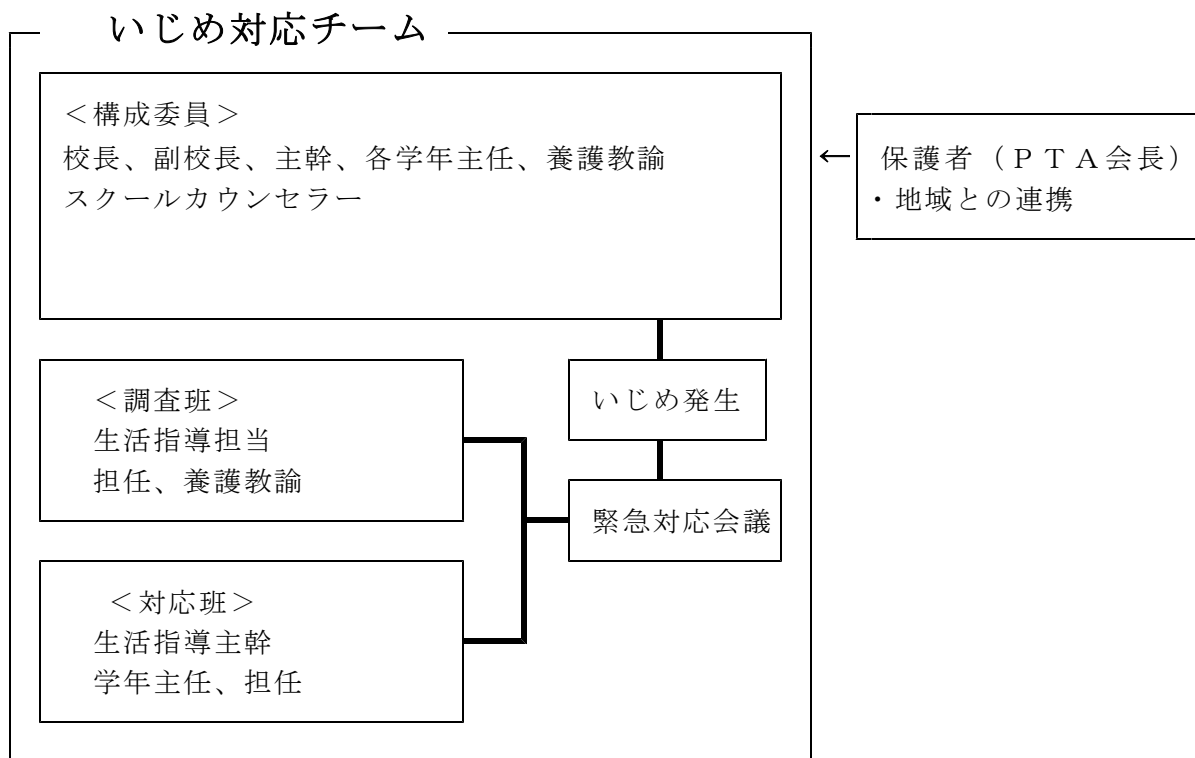 いじめ対応チーム
＜構成委員＞
校長、副校長、主幹、各学年主任、養護教諭
スクールカウンセラー
←
保護者（ＰＴＡ会長）
・地域との連携
＜調査班＞
生活指導担当
担任、養護教諭
いじめ発生
緊急対応会議
＜対応班＞
生活指導主幹
学年主任、担任